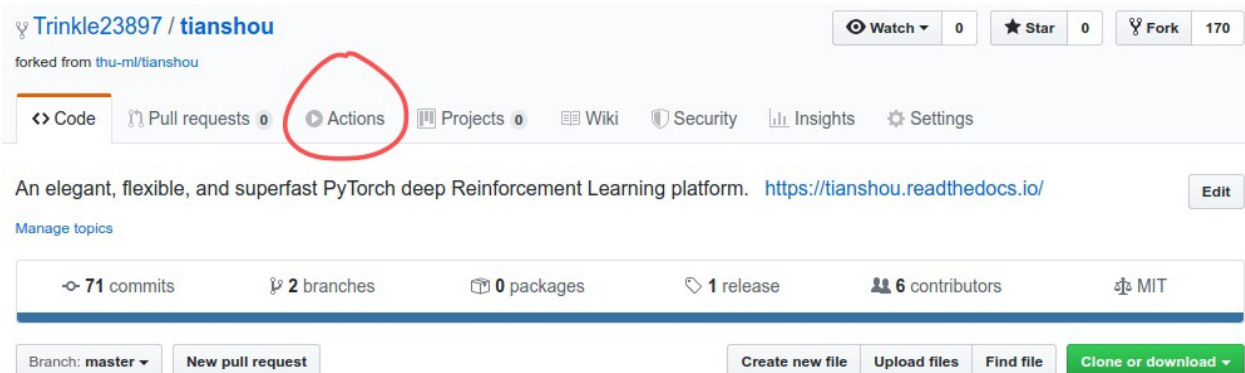 Trinkle23897 / tianshou Watch 0 Star 0 Fork 170
forked from thu-ml/tianshou
<> Code Pull requests 0 Actions Projects 0 Wiki Security Insights Settings
An elegant, flexible, and superfast PyTorch deep Reinforcement Learning platform. https://tianshou.readthedocs.io/ Edit
Manage topics
71 commits 2 branches 0 packages 1 release 6 contributors MIT
Branch: master New pull request Create new file Upload files Find file Clone or download